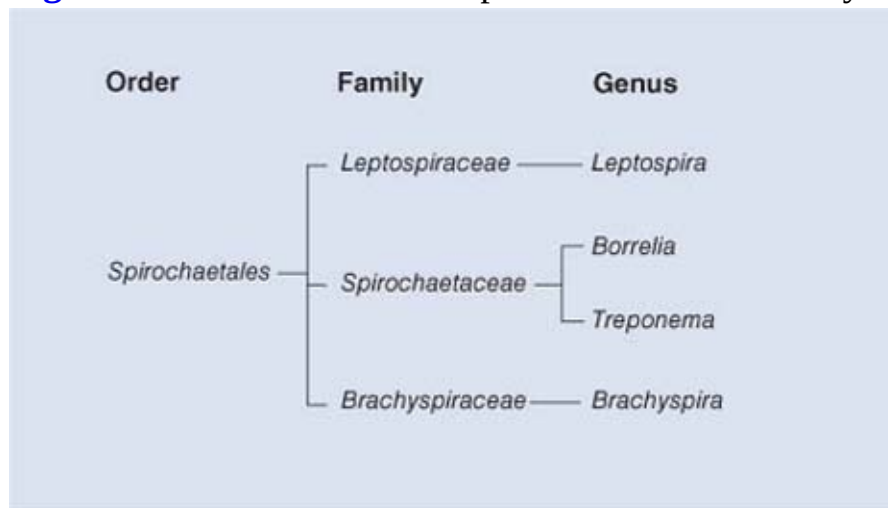 Order Family Genus
Leptospiraceae Leptospira
Borrelia
Spirochaetales Spirochaetaceae
Treponema
Brachyspiraceae Brachyspira